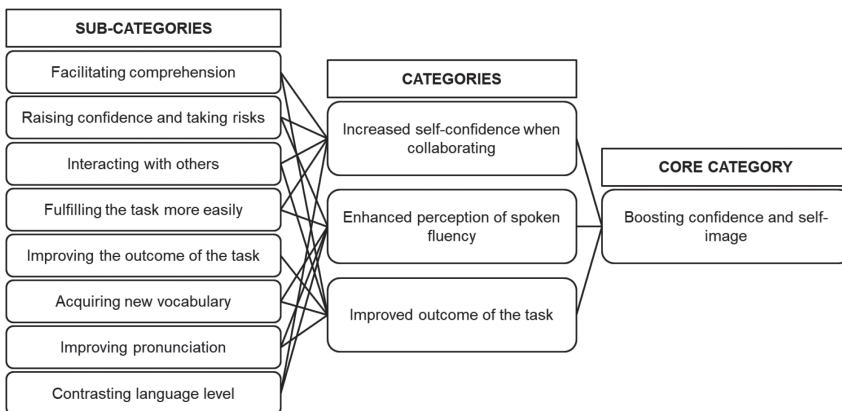 SUB-CATEGORIES
Facilitating comprehension
Raising confidence and taking risks
Interacting with others
Fulfilling the task more easily
Improving the outcome of the task
Acquiring new vocabulary
Improving pronunciation
Contrasting language level
CATEGORIES
Increased self-confidence when
collaborating
Enhanced perception of spoken
fluency
Improved outcome of the task
CORE CATEGORY
Boosting confidence and self-
image